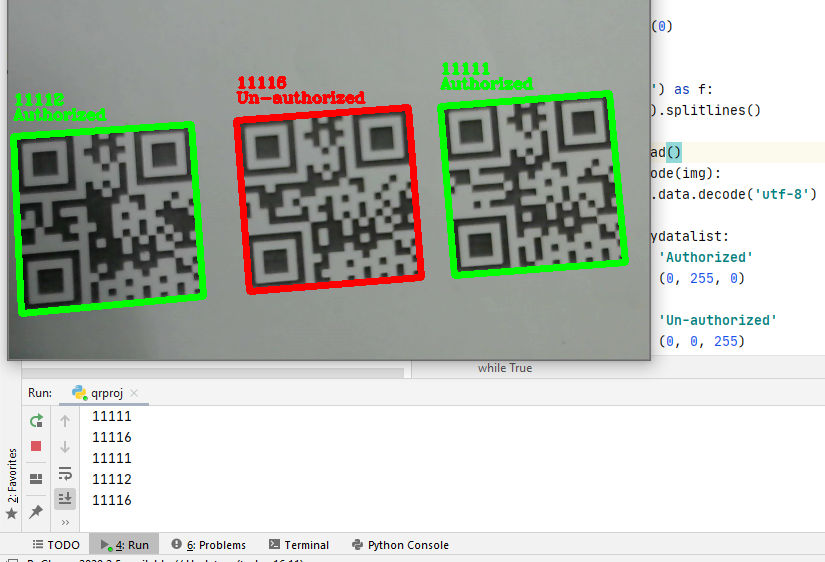 11112
Authorized
11116
Un-authorized
11111
Authorized
(0)
') as f:
).splitlines()
ad()
ode(img):
.data.decode('utf-8')
ydatalist:
'Authorized'
(0, 255, 0)
'Un-authorized'
(0, 0, 255)
while True
Run: qrproj
11111
11116
11111
11112
11116
2: Favorites
TODO 4: Run 6: Problems Terminal Python Console